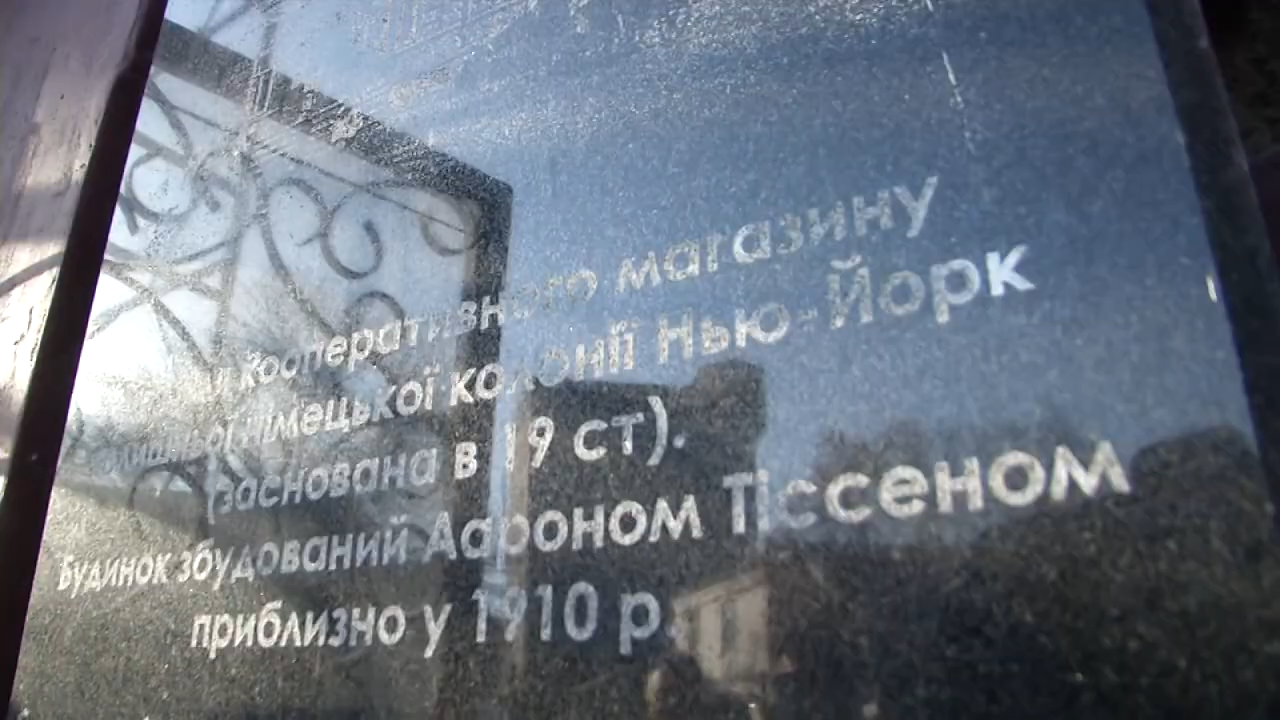 кооперативного магазину
німецької колонії Нью-Йорк
(заснована в 19 ст).
Будинок збудований Аароном Тіссеном
приблизно у 1910 р.